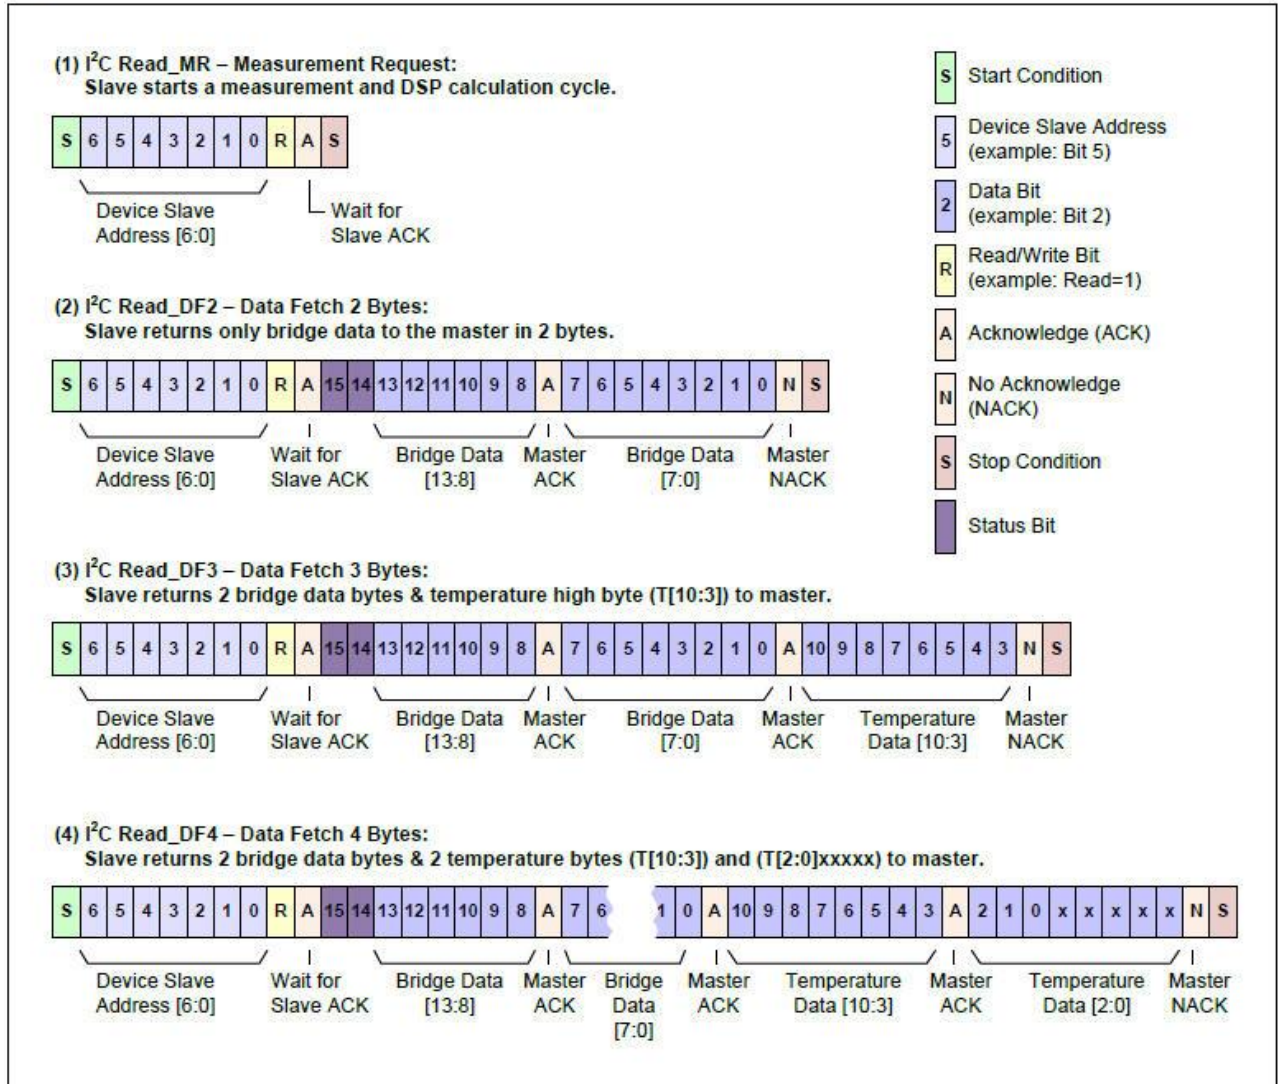 (1) I²C Read_MR – Measurement Request:
Slave starts a measurement and DSP calculation cycle.
S 6 5 4 3 2 1 0 R A S
Device Slave Address [6:0]
Wait for Slave ACK
(2) I²C Read_DF2 – Data Fetch 2 Bytes:
Slave returns only bridge data to the master in 2 bytes.
S 6 5 4 3 2 1 0 R A 15 14 13 12 11 10 9 8 A 7 6 5 4 3 2 1 0 N S
Device Slave Address [6:0]
Wait for Slave ACK
Bridge Data [13:8]
Master ACK
Bridge Data [7:0]
Master NACK
S Start Condition
5 Device Slave Address (example: Bit 5)
2 Data Bit (example: Bit 2)
R Read/Write Bit (example: Read=1)
A Acknowledge (ACK)
N No Acknowledge (NACK)
S Stop Condition
Status Bit
(3) I²C Read_DF3 – Data Fetch 3 Bytes:
Slave returns 2 bridge data bytes & temperature high byte (T[10:3]) to master.
S 6 5 4 3 2 1 0 R A 15 14 13 12 11 10 9 8 A 7 6 5 4 3 2 1 0 A 10 9 8 7 6 5 4 3 N S
Device Slave Address [6:0]
Wait for Slave ACK
Bridge Data [13:8]
Master ACK
Bridge Data [7:0]
Master ACK
Temperature Data [10:3]
Master NACK
(4) I²C Read_DF4 – Data Fetch 4 Bytes:
Slave returns 2 bridge data bytes & 2 temperature bytes (T[10:3]) and (T[2:0]xxxxx) to master.
S 6 5 4 3 2 1 0 R A 15 14 13 12 11 10 9 8 A 7 6 1 0 A 10 9 8 7 6 5 4 3 A 2 1 0 x x x x x N S
Device Slave Address [6:0]
Wait for Slave ACK
Bridge Data [13:8]
Master ACK
Bridge Data [7:0]
Master ACK
Temperature Data [10:3]
Master ACK
Temperature Data [2:0]
Master NACK